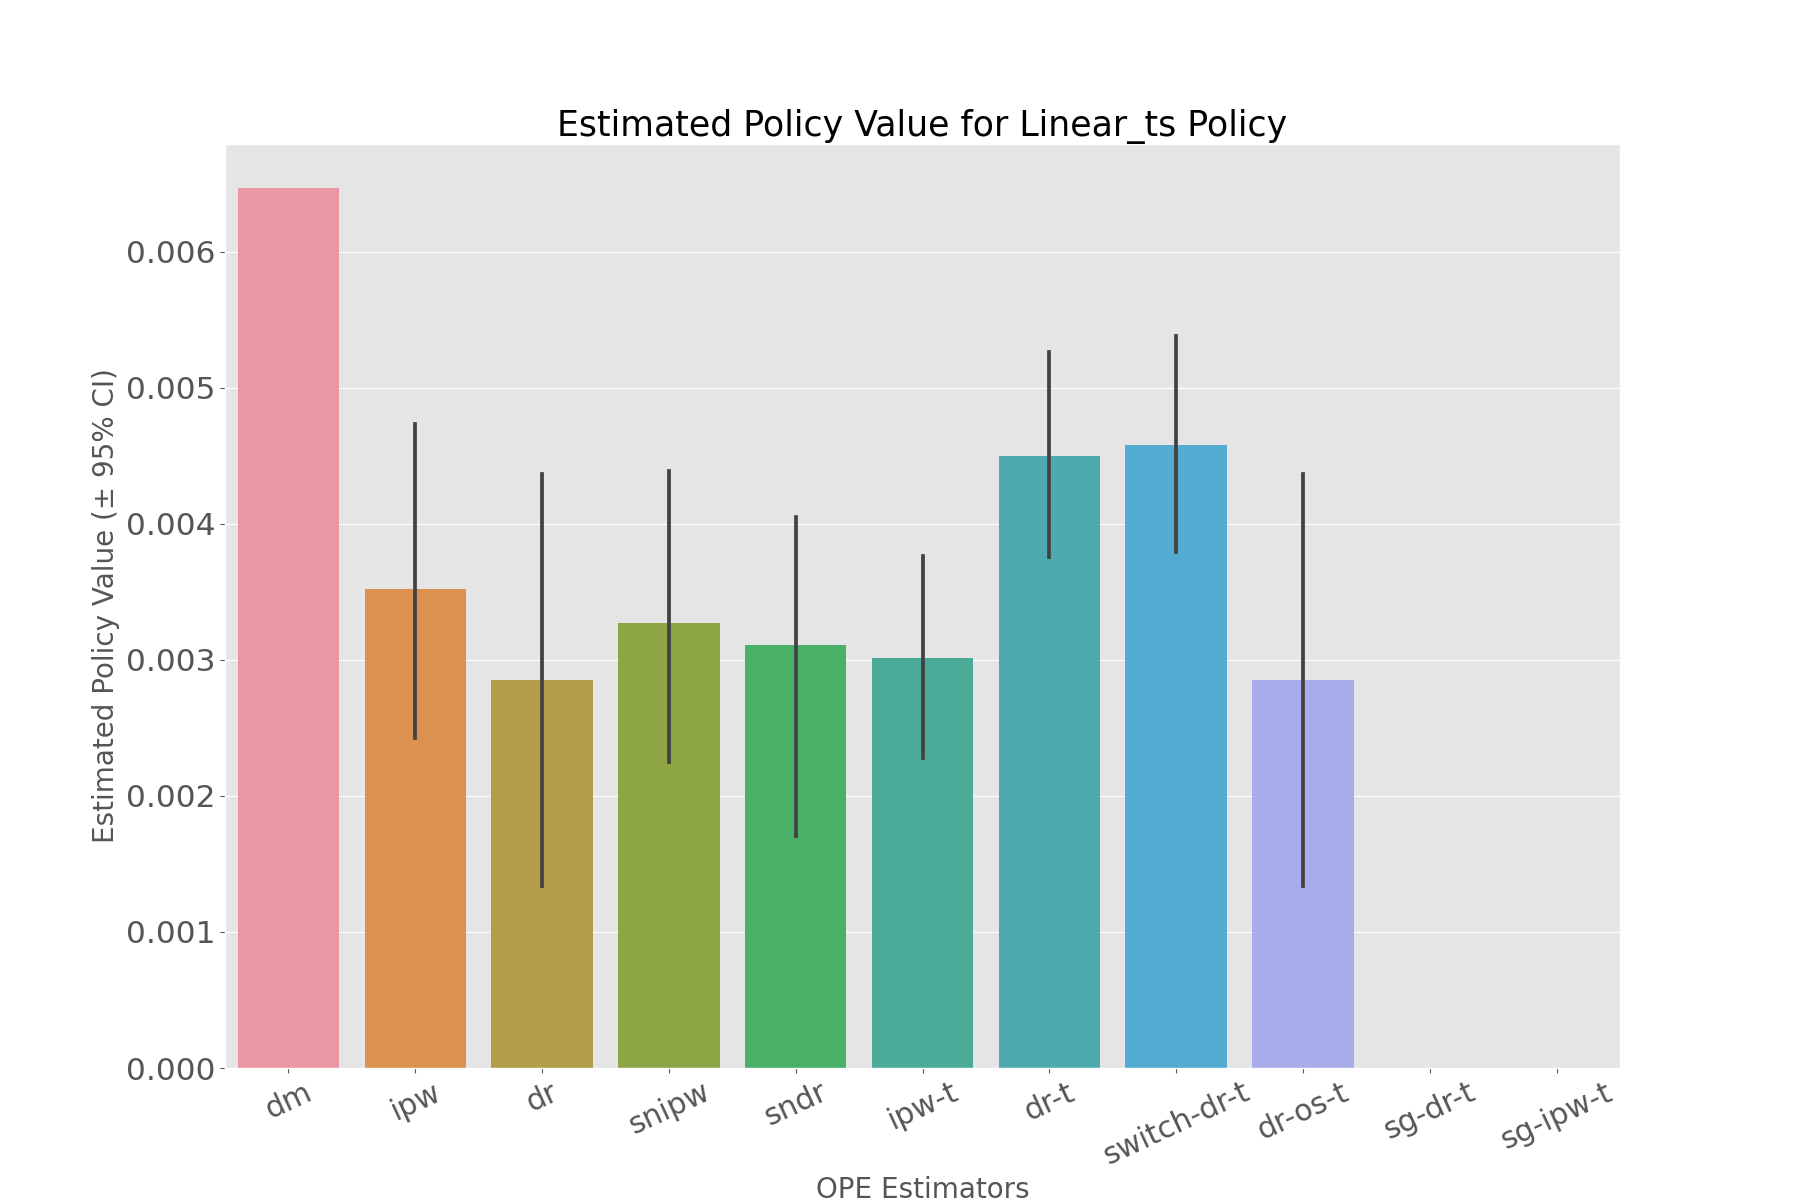 Estimated Policy Value for Linear_ts Policy
Estimated Policy Value (± 95% CI)
0.006
0.005
0.004
0.003
0.002
0.001
0.000
dm
ipw
dr
snipw
sndr
ipw-t
dr-t
switch-dr-t
dr-os-t
sg-dr-t
sg-ipw-t
OPE Estimators